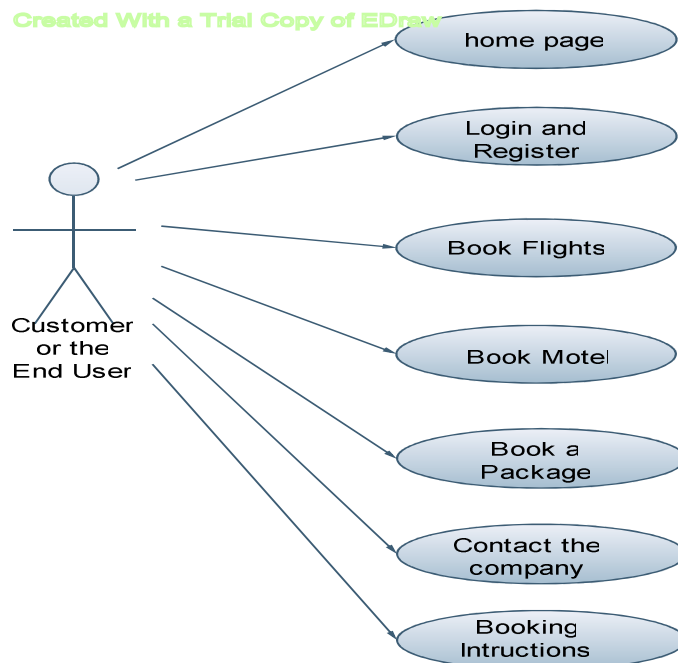 Created With a Trial Copy of EDraw
home page
Login and
Register
Book Flights
Customer
or the
End User
Book Motel
Book a
Package
Contact the
company
Booking
Intructions